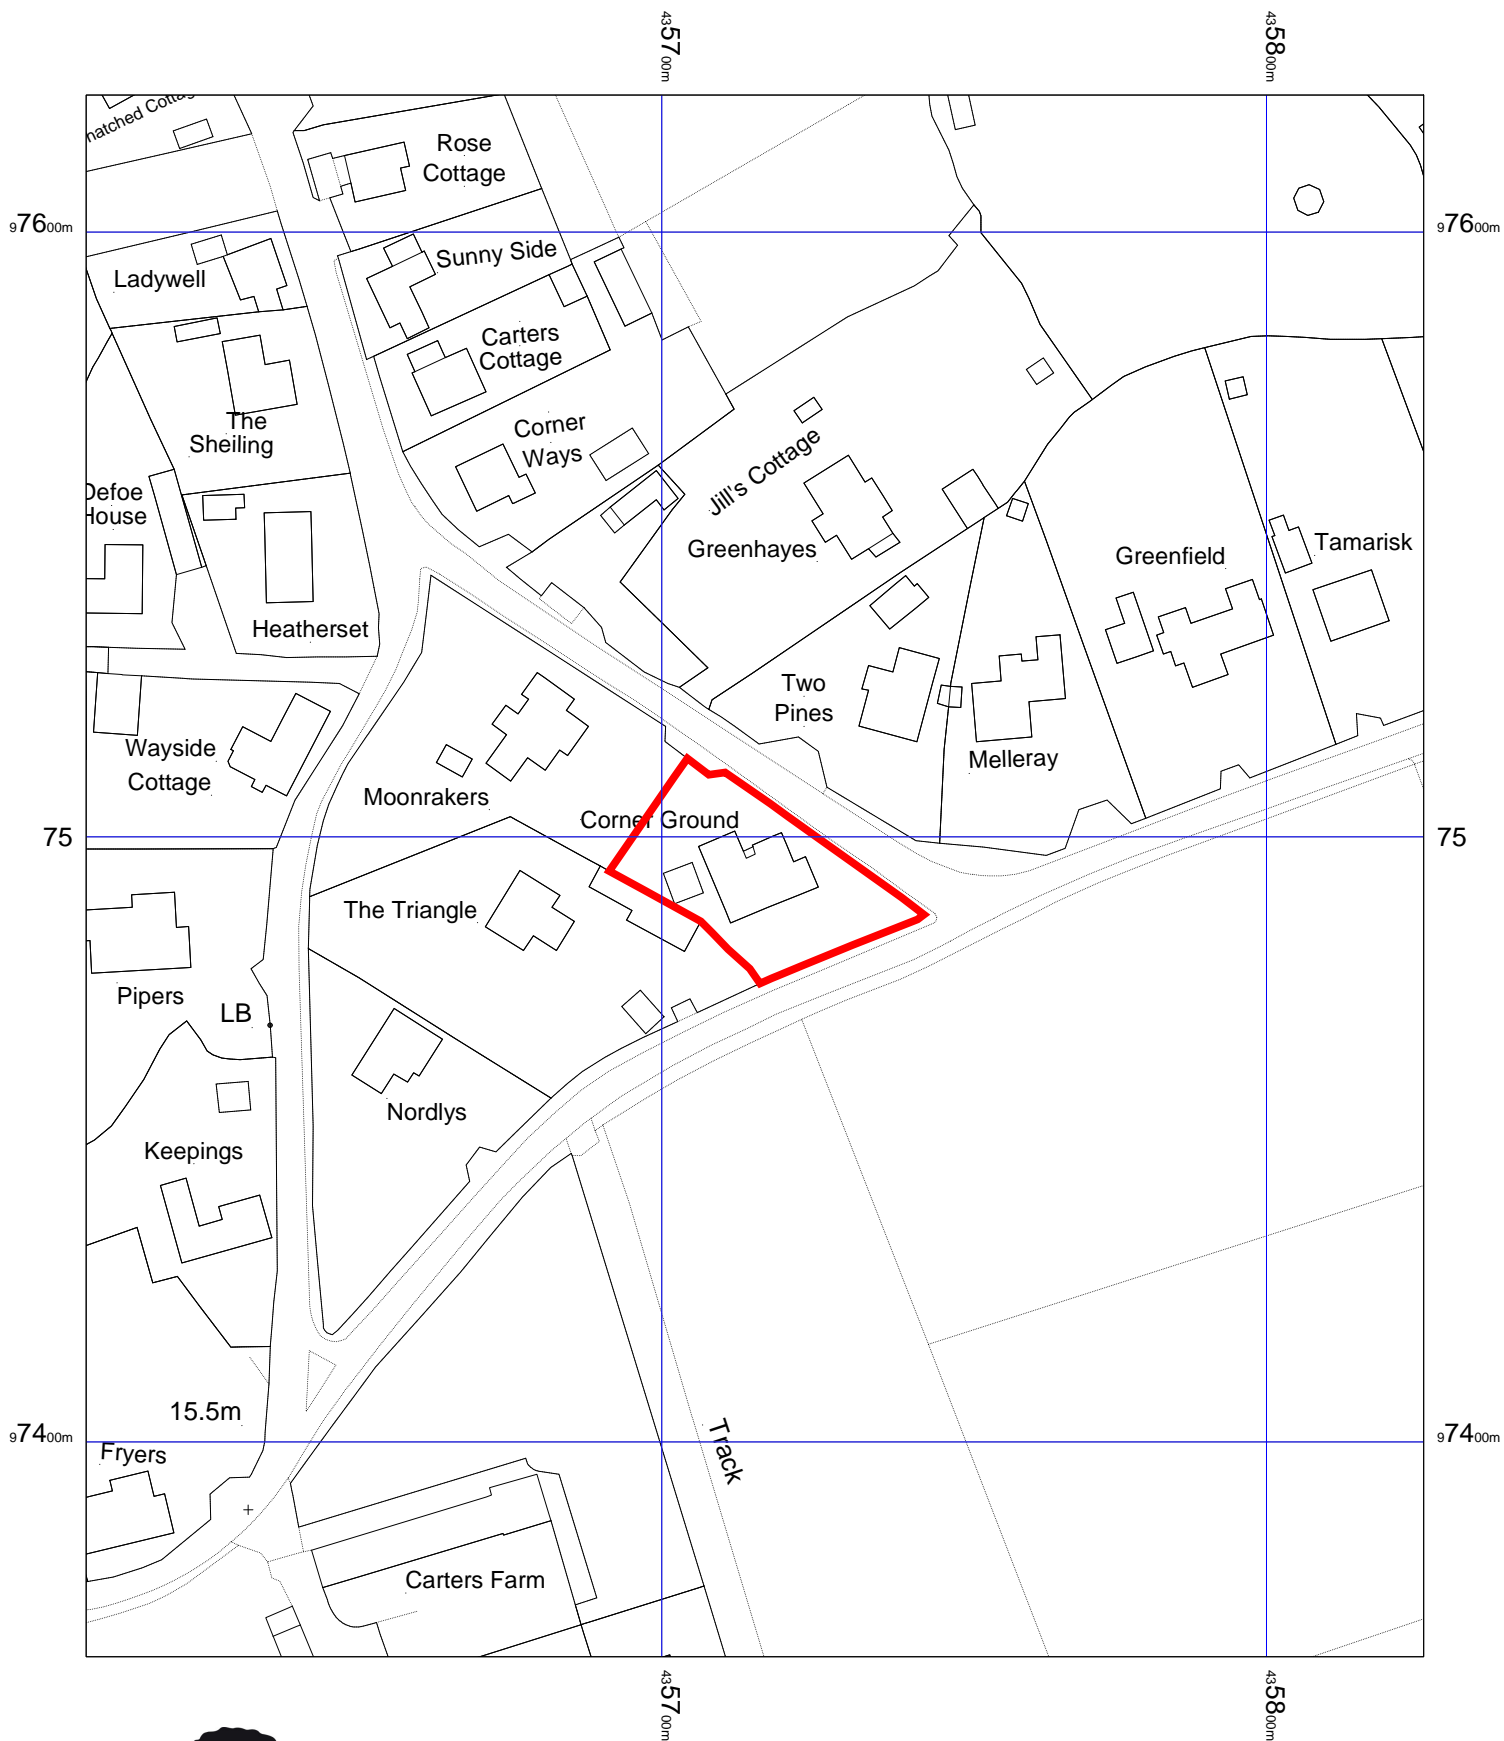 4357 00m
4358 00m
Rose
Cottage
976 00m
976 00m
Sunny Side
Ladywell
Carters
Cottage
The
Sheiling
Corner
Ways
Jill's Cottage
Defoe
House
Greenhayes
Greenfield
Tamarisk
Heatherset
Two
Pines
Wayside
Cottage
Melleray
Moonrakers
Corner Ground
75
75
The Triangle
Pipers
LB
Nordlys
Keepings
15.5m
Track
974 00m
974 00m
Fryers
Carters Farm
4357 00m
4358 00m